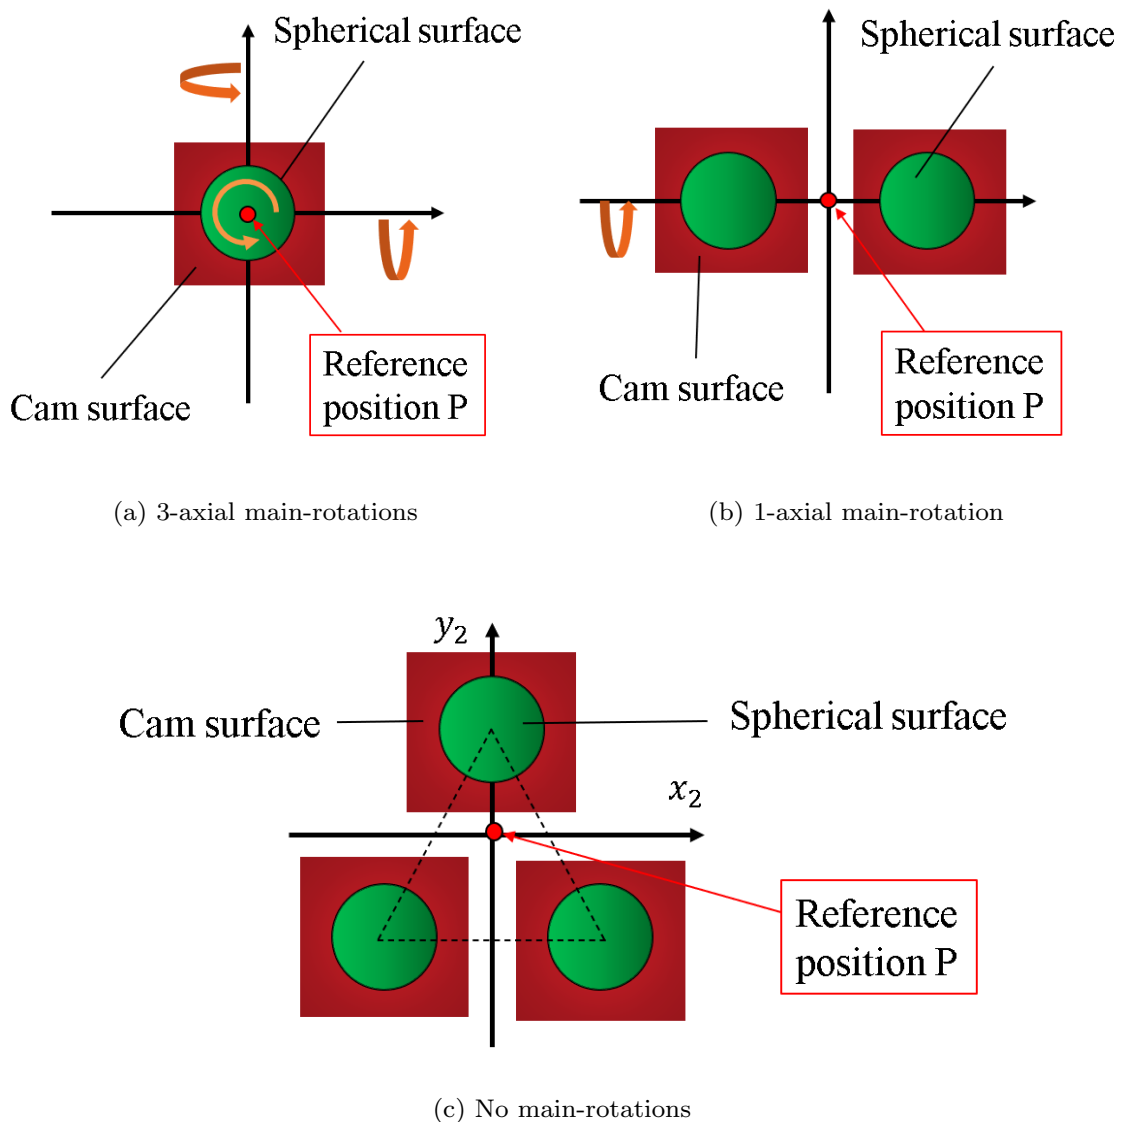 Spherical surface
Reference
position P
Cam surface
(a) 3-axial main-rotations
Spherical surface
Cam surface
Reference
position P
(b) 1-axial main-rotation
y₂
Cam surface
Spherical surface
x₂
Reference
position P
(c) No main-rotations